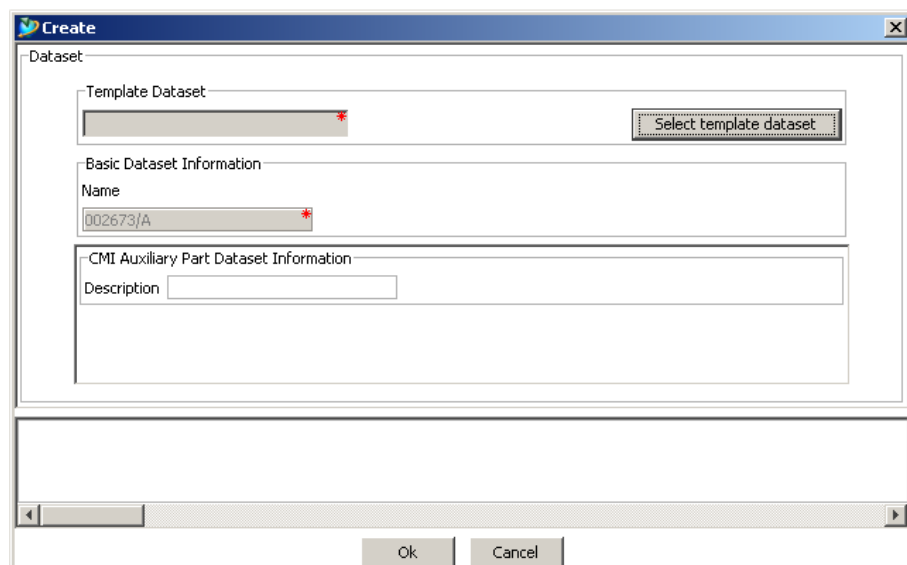 Create
Dataset
Template Dataset
*
Select template dataset
Basic Dataset Information
Name
002673/A *
CMI Auxiliary Part Dataset Information
Description
Ok Cancel